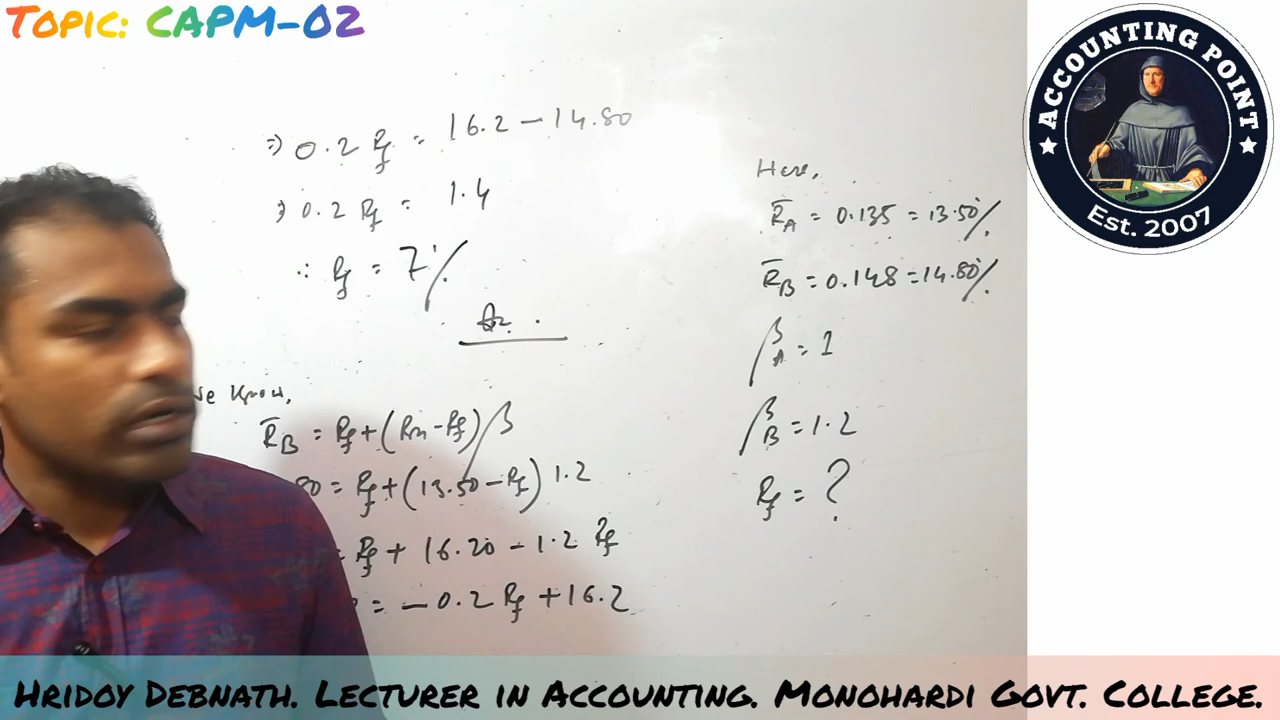 TOPIC: CAPM-02
ACCOUNTING POINT
Est. 2007
⇒ 0.2 Rf = 16.2 − 14.80
⇒ 0.2 Rf = 1.4
∴ Rf = 7%
Know,
R̄B = Rf + (Rm − Rf) β
80 = Rf + (13.50 − Rf) 1.2
= Rf + 16.20 − 1.2 Rf
= − 0.2 Rf + 16.2
Here,
R̄A = 0.135 = 13.50%
R̄B = 0.148 = 14.80%
βA = 1
βB = 1.2
Rf = ?
HRIDOY DEBNATH. LECTURER IN ACCOUNTING. MONOHARDI GOVT. COLLEGE.